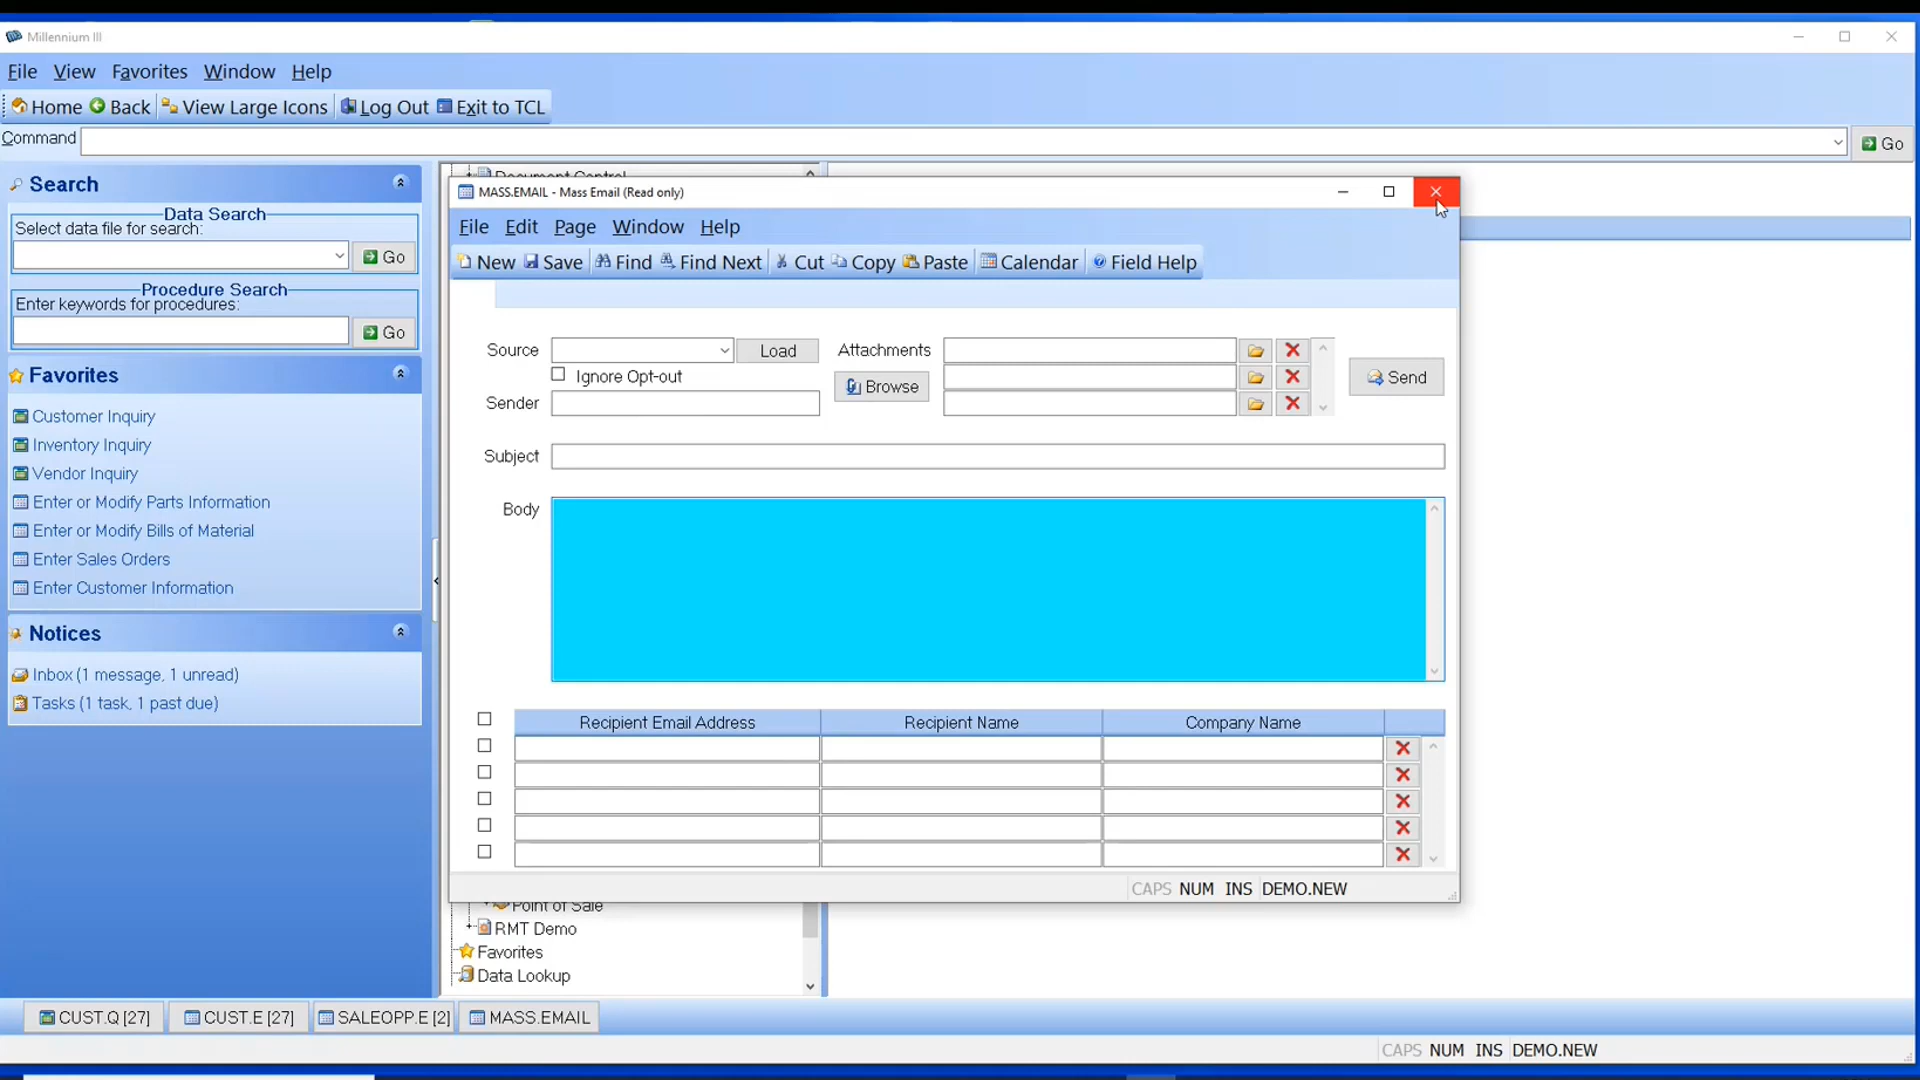 Millennium III
File View Favorites Window Help
Home Back View Large Icons Log Out Exit to TCL
Command Go
Search
Data Search
Select data file for search:
Go
Procedure Search
Enter keywords for procedures:
Go
Favorites
Customer Inquiry
Inventory Inquiry
Vendor Inquiry
Enter or Modify Parts Information
Enter or Modify Bills of Material
Enter Sales Orders
Enter Customer Information
Notices
Inbox (1 message, 1 unread)
Tasks (1 task, 1 past due)
Document Control
MASS.EMAIL - Mass Email (Read only)
File Edit Page Window Help
New Save Find Find Next Cut Copy Paste Calendar Field Help
Source Load Attachments
Ignore Opt-out Browse Send
Sender
Subject
Body
Recipient Email Address Recipient Name Company Name
CAPS NUM INS DEMO.NEW
Point of Sale
RMT Demo
Favorites
Data Lookup
CUST.Q [27] CUST.E [27] SALEOPP.E [2] MASS.EMAIL
CAPS NUM INS DEMO.NEW